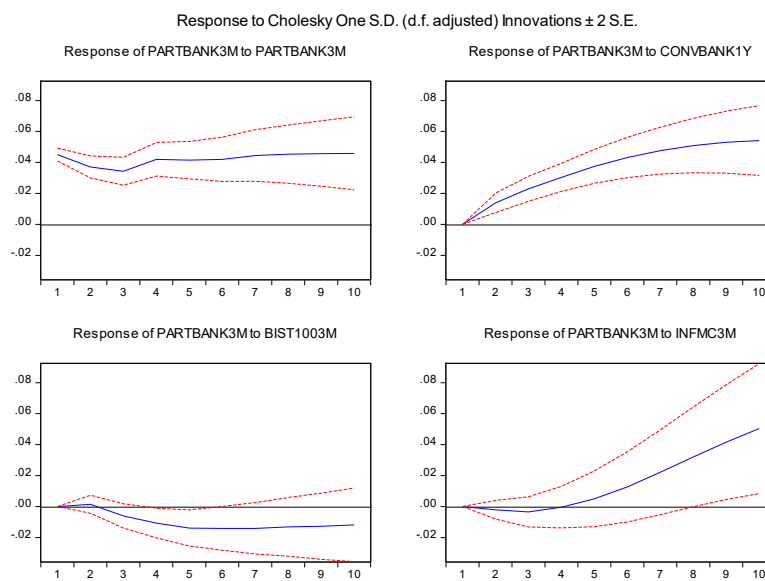 Response to Cholesky One S.D. (d.f. adjusted) Innovations ± 2 S.E.
Response of PARTBANK3M to PARTBANK3M
.08
.06
.04
.02
.00
-.02
1 2 3 4 5 6 7 8 9 10
Response of PARTBANK3M to CONVBANK1Y
.08
.06
.04
.02
.00
-.02
1 2 3 4 5 6 7 8 9 10
Response of PARTBANK3M to BIST1003M
.08
.06
.04
.02
.00
-.02
1 2 3 4 5 6 7 8 9 10
Response of PARTBANK3M to INFMC3M
.08
.06
.04
.02
.00
-.02
1 2 3 4 5 6 7 8 9 10